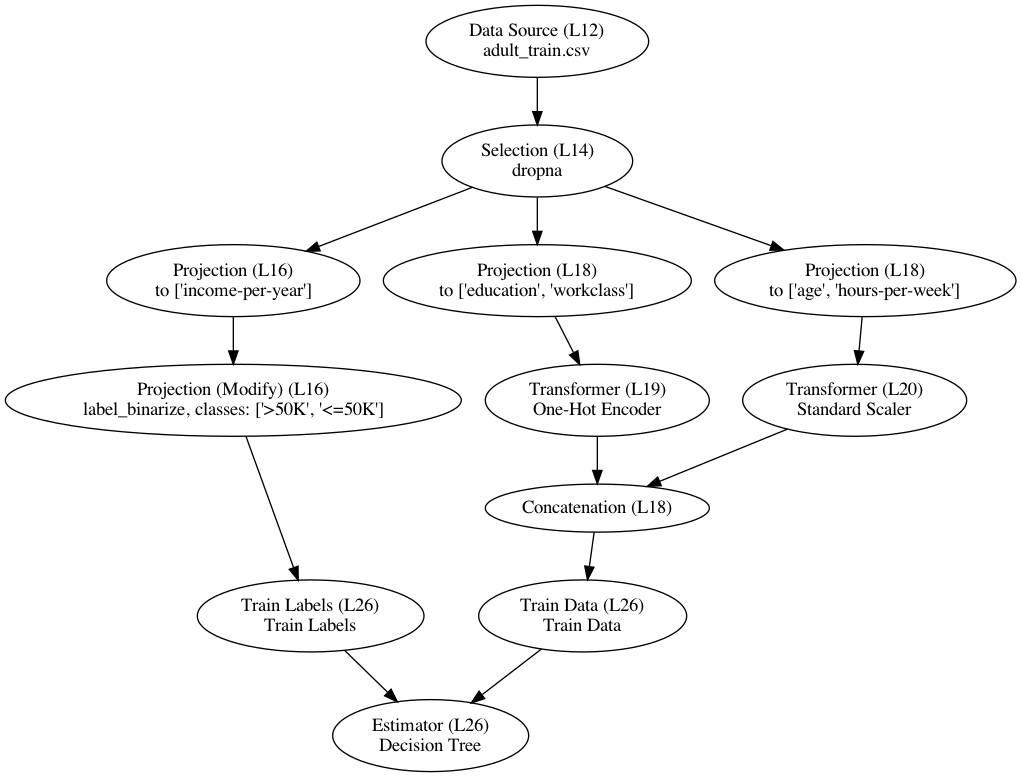 Data Source (L12)
adult_train.csv
Selection (L14)
dropna
Projection (L16)
to ['income-per-year']
Projection (L18)
to ['education', 'workclass']
Projection (L18)
to ['age', 'hours-per-week']
Projection (Modify) (L16)
label_binarize, classes: ['>50K', '<=50K']
Transformer (L19)
One-Hot Encoder
Transformer (L20)
Standard Scaler
Concatenation (L18)
Train Labels (L26)
Train Labels
Train Data (L26)
Train Data
Estimator (L26)
Decision Tree